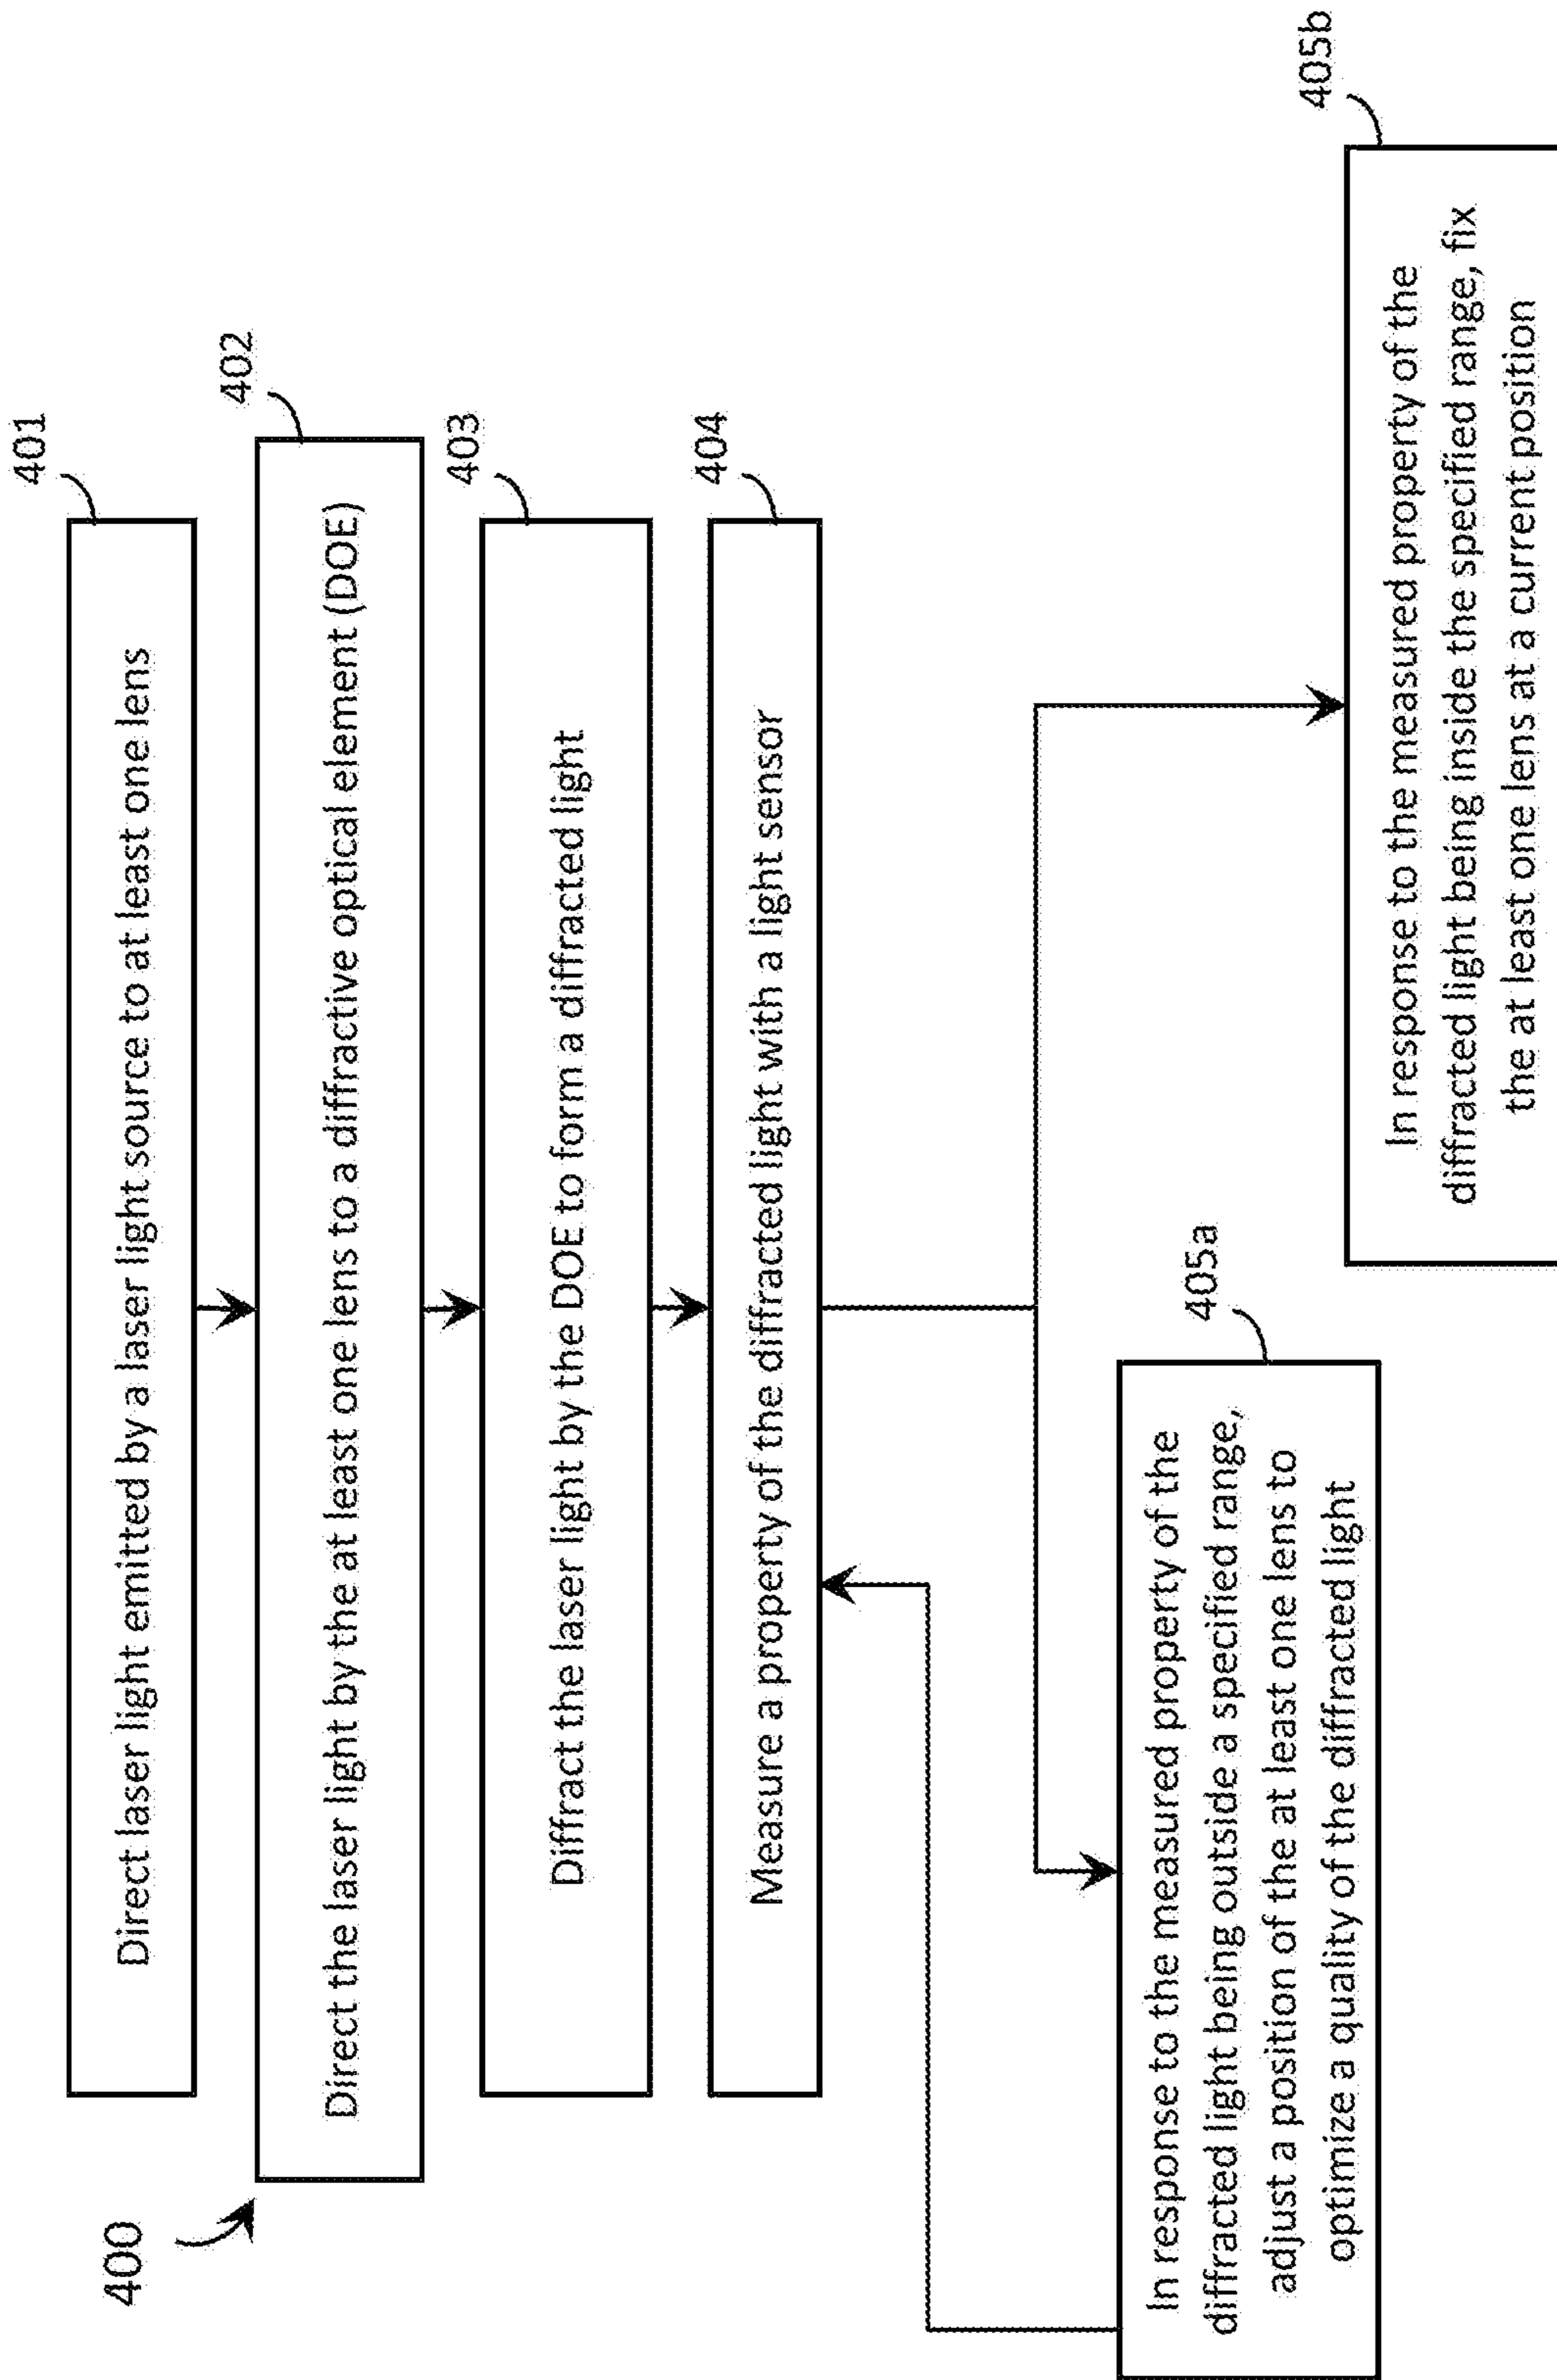 400
401
Direct laser light emitted by a laser light source to at least one lens
402
Direct the laser light by the at least one lens to a diffractive optical element (DOE)
403
Diffract the laser light by the DOE to form a diffracted light
404
Measure a property of the diffracted light with a light sensor
405a
In response to the measured property of the
diffracted light being outside a specified range,
adjust a position of the at least one lens to
optimize a quality of the diffracted light
405b
In response to the measured property of the
diffracted light being inside the specified range, fix
the at least one lens at a current position